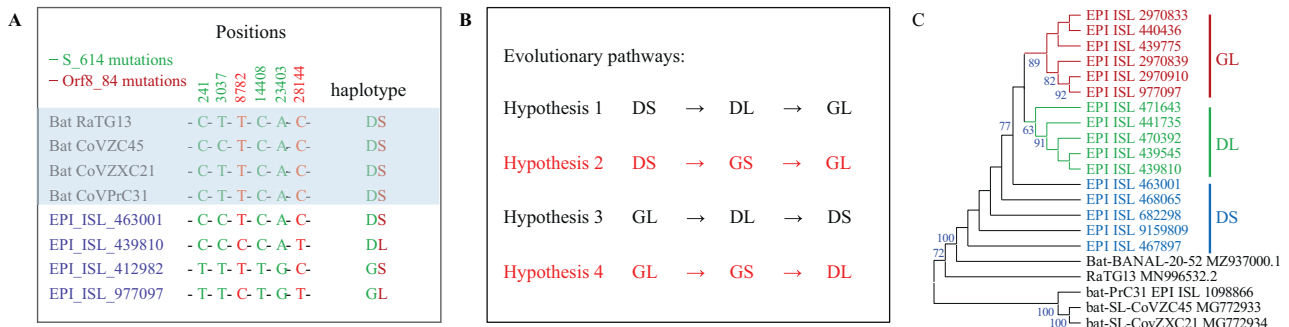 A
Positions
– S_614 mutations
– Orf8_84 mutations
241 3037 8782 14408 23403 28144
haplotype
Bat RaTG13 - C- T- T- C- A- C- DS
Bat CoVZC45 - C- T- T- C- A- C- DS
Bat CoVZXC21 - C- T- T- C- A- C- DS
Bat CoVPrC31 - C- T- T- C- A- C- DS
EPI_ISL_463001 - C- C- T- C- A- C- DS
EPI_ISL_439810 - C- C- C- C- A- T- DL
EPI_ISL_412982 - T- T- T- T- G- C- GS
EPI_ISL_977097 - T- T- C- T- G- T- GL
B
Evolutionary pathways:
Hypothesis 1 DS → DL → GL
Hypothesis 2 DS → GS → GL
Hypothesis 3 GL → DL → DS
Hypothesis 4 GL → GS → DL
C
EPI ISL 2970833
EPI ISL 440436
EPI ISL 439775
EPI ISL 2970839
EPI ISL 2970910
EPI ISL 977097
GL
89
82
92
EPI ISL 471643
EPI ISL 441735
EPI ISL 470392
EPI ISL 439545
EPI ISL 439810
DL
77
63
91
EPI ISL 463001
EPI ISL 468065
EPI ISL 682298
EPI ISL 9159809
EPI ISL 467897
DS
100
72
Bat-BANAL-20-52 MZ937000.1
RaTG13 MN996532.2
bat-PrC31 EPI ISL 1098866
bat-SL-CoVZC45 MG772933
bat-SL-CovZXC21 MG772934
100
100